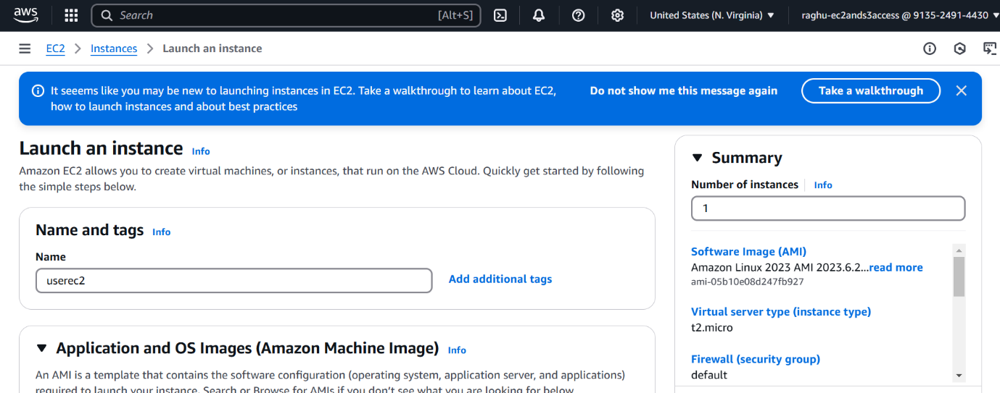 aws
Search [Alt+S] United States (N. Virginia) raghu-ec2ands3access @ 9135-2491-4430
EC2 Instances Launch an instance
It seeems like you may be new to launching instances in EC2. Take a walkthrough to learn about EC2,
how to launch instances and about best practices
Do not show me this message again
Take a walkthrough
Launch an instance Info
Amazon EC2 allows you to create virtual machines, or instances, that run on the AWS Cloud. Quickly get started by following
the simple steps below.
Name and tags Info
Name
userec2
Add additional tags
Application and OS Images (Amazon Machine Image) Info
An AMI is a template that contains the software configuration (operating system, application server, and applications)
required to launch your instance. Search or Browse for AMIs if you don't see what you are looking for below
Summary
Number of instances Info
1
Software Image (AMI)
Amazon Linux 2023 AMI 2023.6.2...read more
ami-05b10e08d247fb927
Virtual server type (instance type)
t2.micro
Firewall (security group)
default